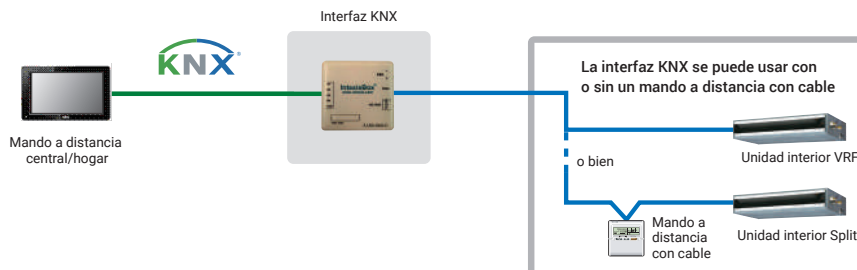 Interfaz KNX
KNX
La interfaz KNX se puede usar con
o sin un mando a distancia con cable
IntesisBox
Mando a distancia
central/hogar
o bien
Unidad interior VRF
Mando a
distancia
con cable
Unidad interior Split